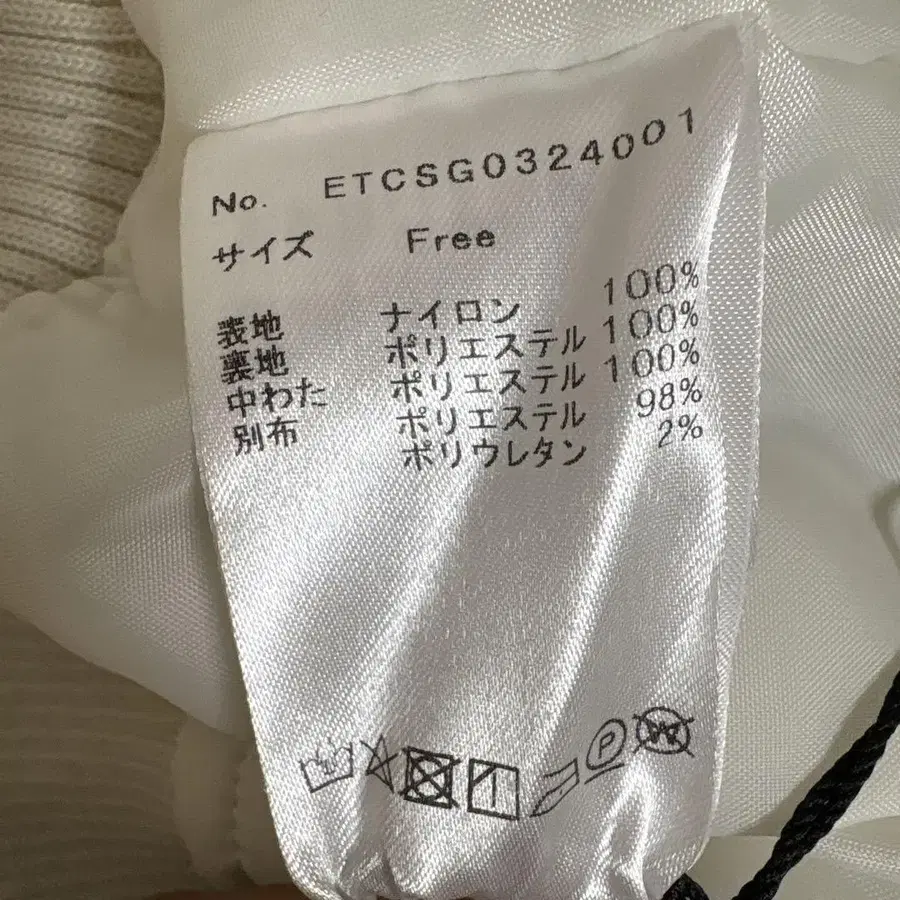 No. ETCSG0324001
サイズ Free
表地 ナイロン 100%
裏地 ポリエステル 100%
中わた ポリエステル 100%
別布 ポリエステル 98%
ポリウレタン 2%
P
W